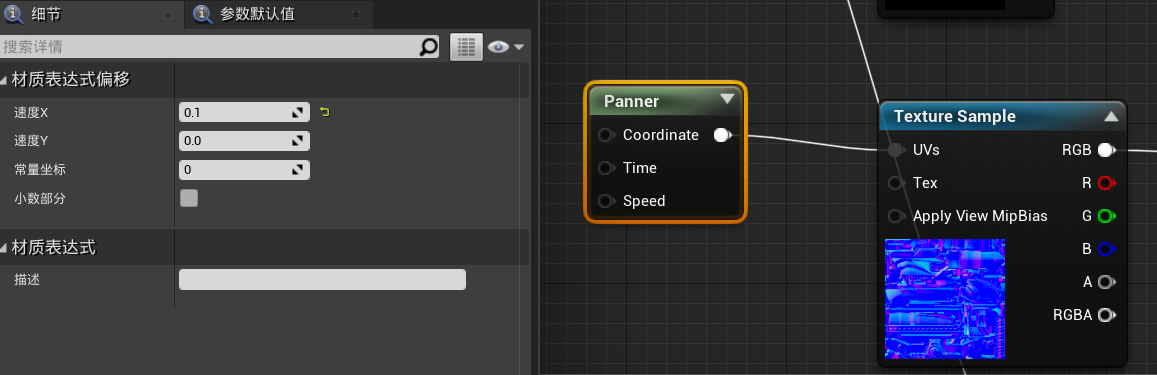 细节
参数默认值
搜索详情
材质表达式偏移
速度X
0.1
速度Y
0.0
常量坐标
0
小数部分
材质表达式
描述
Panner
Coordinate
Time
Speed
Texture Sample
UVs
RGB
Tex
R
Apply View MipBias
G
B
A
RGBA